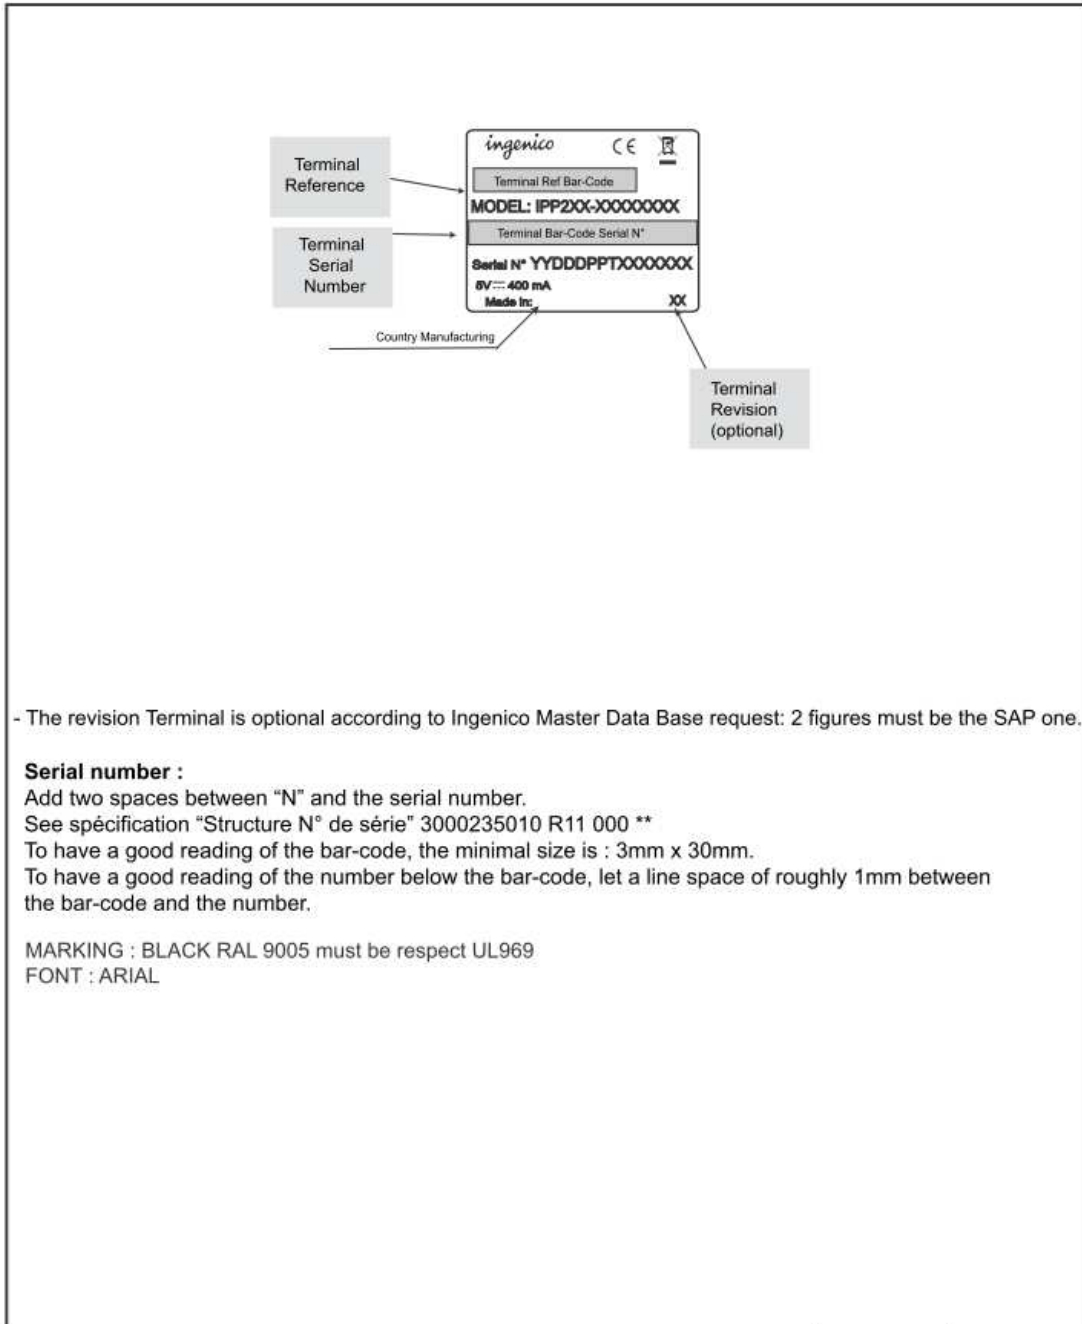 ingenico CE
Terminal
Reference
Terminal Ref Bar-Code
MODEL: IPP2XX-XXXXXXXX
Terminal Bar-Code Serial N°
Terminal
Serial
Number
Serial N° YYDDDPPTXXXXXXX
5V⎓ 400 mA
Made in: XX
Country Manufacturing
Terminal
Revision
(optional)
- The revision Terminal is optional according to Ingenico Master Data Base request: 2 figures must be the SAP one.
Serial number :
Add two spaces between “N” and the serial number.
See spécification “Structure N° de série” 3000235010 R11 000 **
To have a good reading of the bar-code, the minimal size is : 3mm x 30mm.
To have a good reading of the number below the bar-code, let a line space of roughly 1mm between
the bar-code and the number.
MARKING : BLACK RAL 9005 must be respect UL969
FONT : ARIAL